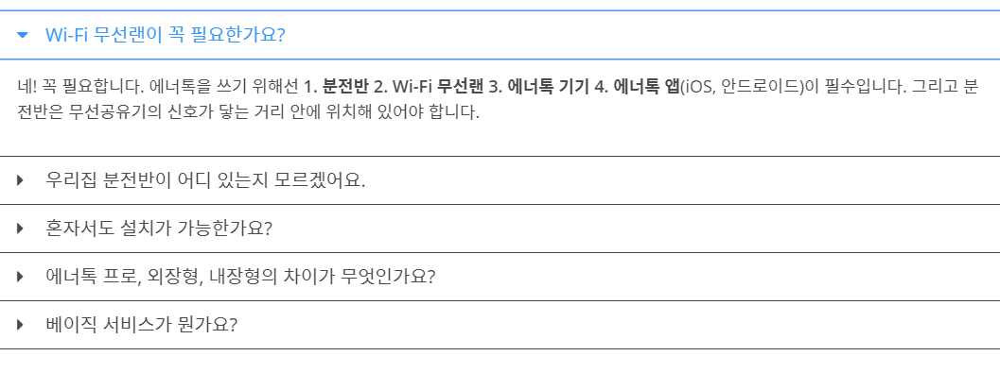 Wi-Fi 무선랜이 꼭 필요한가요?
네! 꼭 필요합니다. 에너톡을 쓰기 위해선 1. 분전반 2. Wi-Fi 무선랜 3. 에너톡 기기 4. 에너톡 앱(iOS, 안드로이드)이 필수입니다. 그리고 분
전반은 무선공유기의 신호가 닿는 거리 안에 위치해 있어야 합니다.
우리집 분전반이 어디 있는지 모르겠어요.
혼자서도 설치가 가능한가요?
에너톡 프로, 외장형, 내장형의 차이가 무엇인가요?
베이직 서비스가 뭔가요?